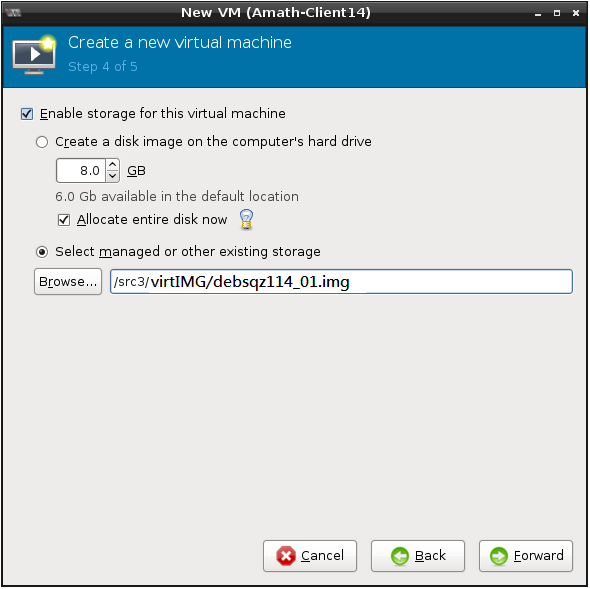 New VM (Amath-Client14)
Create a new virtual machine
Step 4 of 5
Enable storage for this virtual machine
Create a disk image on the computer's hard drive
8.0 GB
6.0 Gb available in the default location
Allocate entire disk now
Select managed or other existing storage
Browse... /src3/virtIMG/debsqz114_01.img
Cancel Back Forward